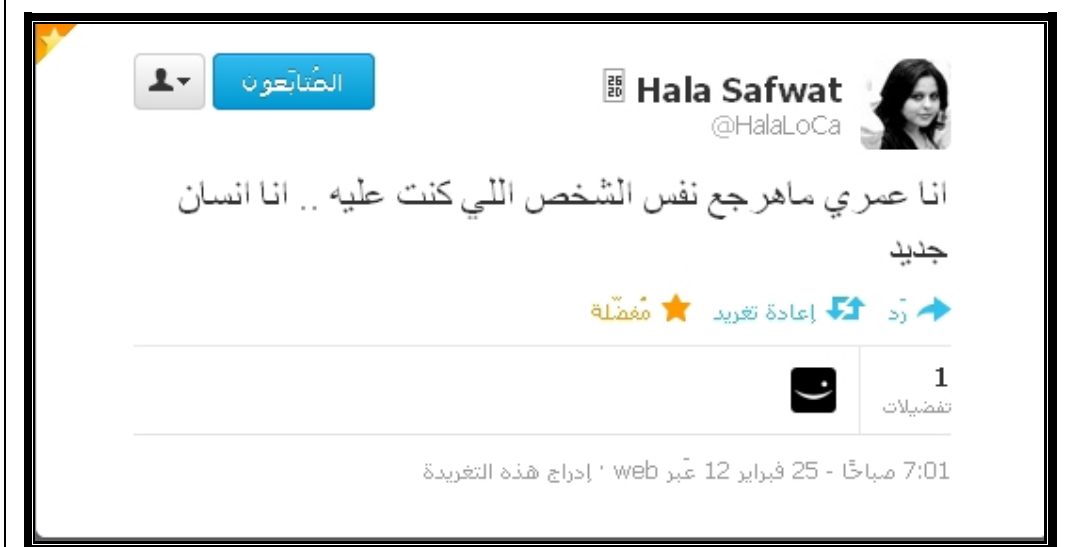 Hala Safwat
المُتابَعون
@HalaLoCa
انا عمري ماهرجع نفس الشخص اللي كنت عليه .. انا انسان
جديد
رَد إعادة تغريد مُفضّلة
1
تفضيلات
7:01 صباحًا - 25 فبراير 12 عَبر web · إدراج هذه التغريدة